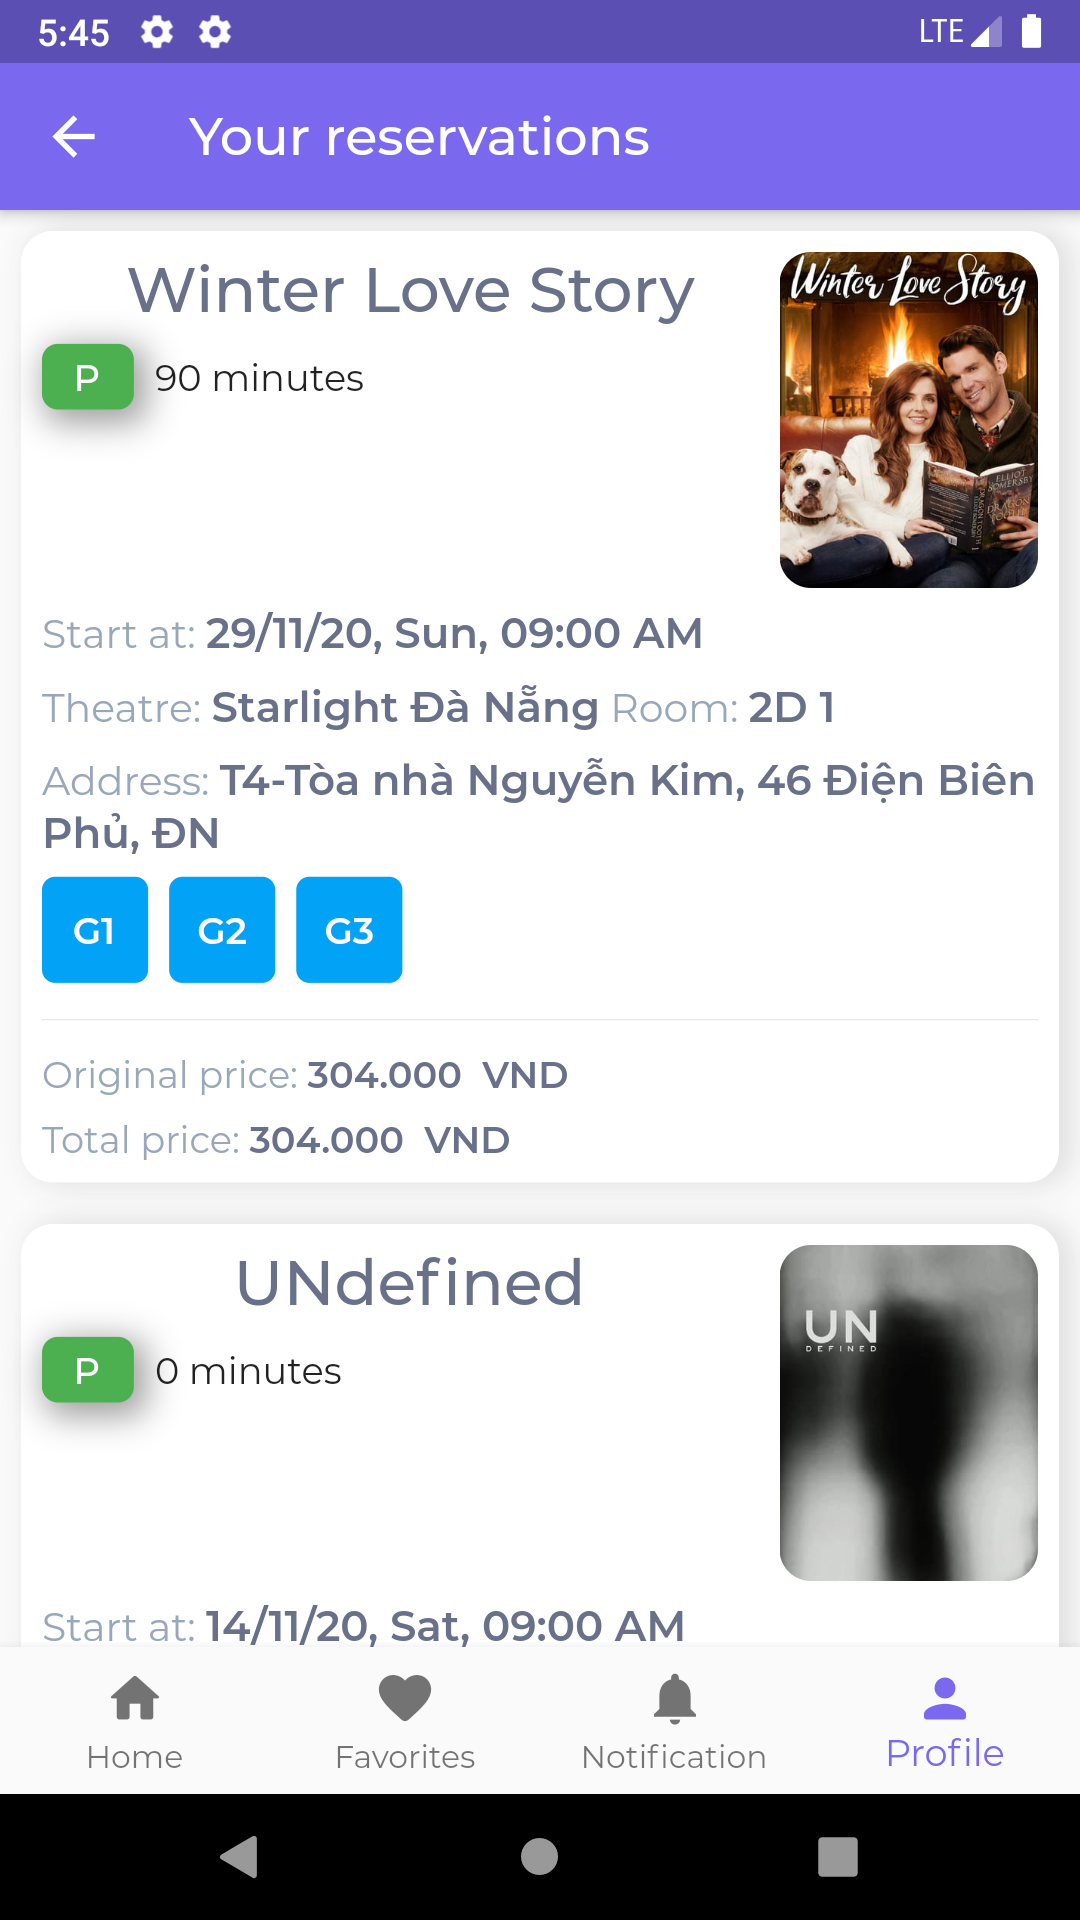 5:45 LTE
Your reservations
Winter Love Story
Winter Love Story
P 90 minutes
ELLIOT
SOMERSBY
DRAGON
TOOTH
Start at: 29/11/20, Sun, 09:00 AM
Theatre: Starlight Đà Nẵng Room: 2D 1
Address: T4-Tòa nhà Nguyễn Kim, 46 Điện Biên
Phủ, ĐN
G1 G2 G3
Original price: 304.000 VND
Total price: 304.000 VND
UNdefined
P 0 minutes
UN
DEFINED
Start at: 14/11/20, Sat, 09:00 AM
Home Favorites Notification Profile